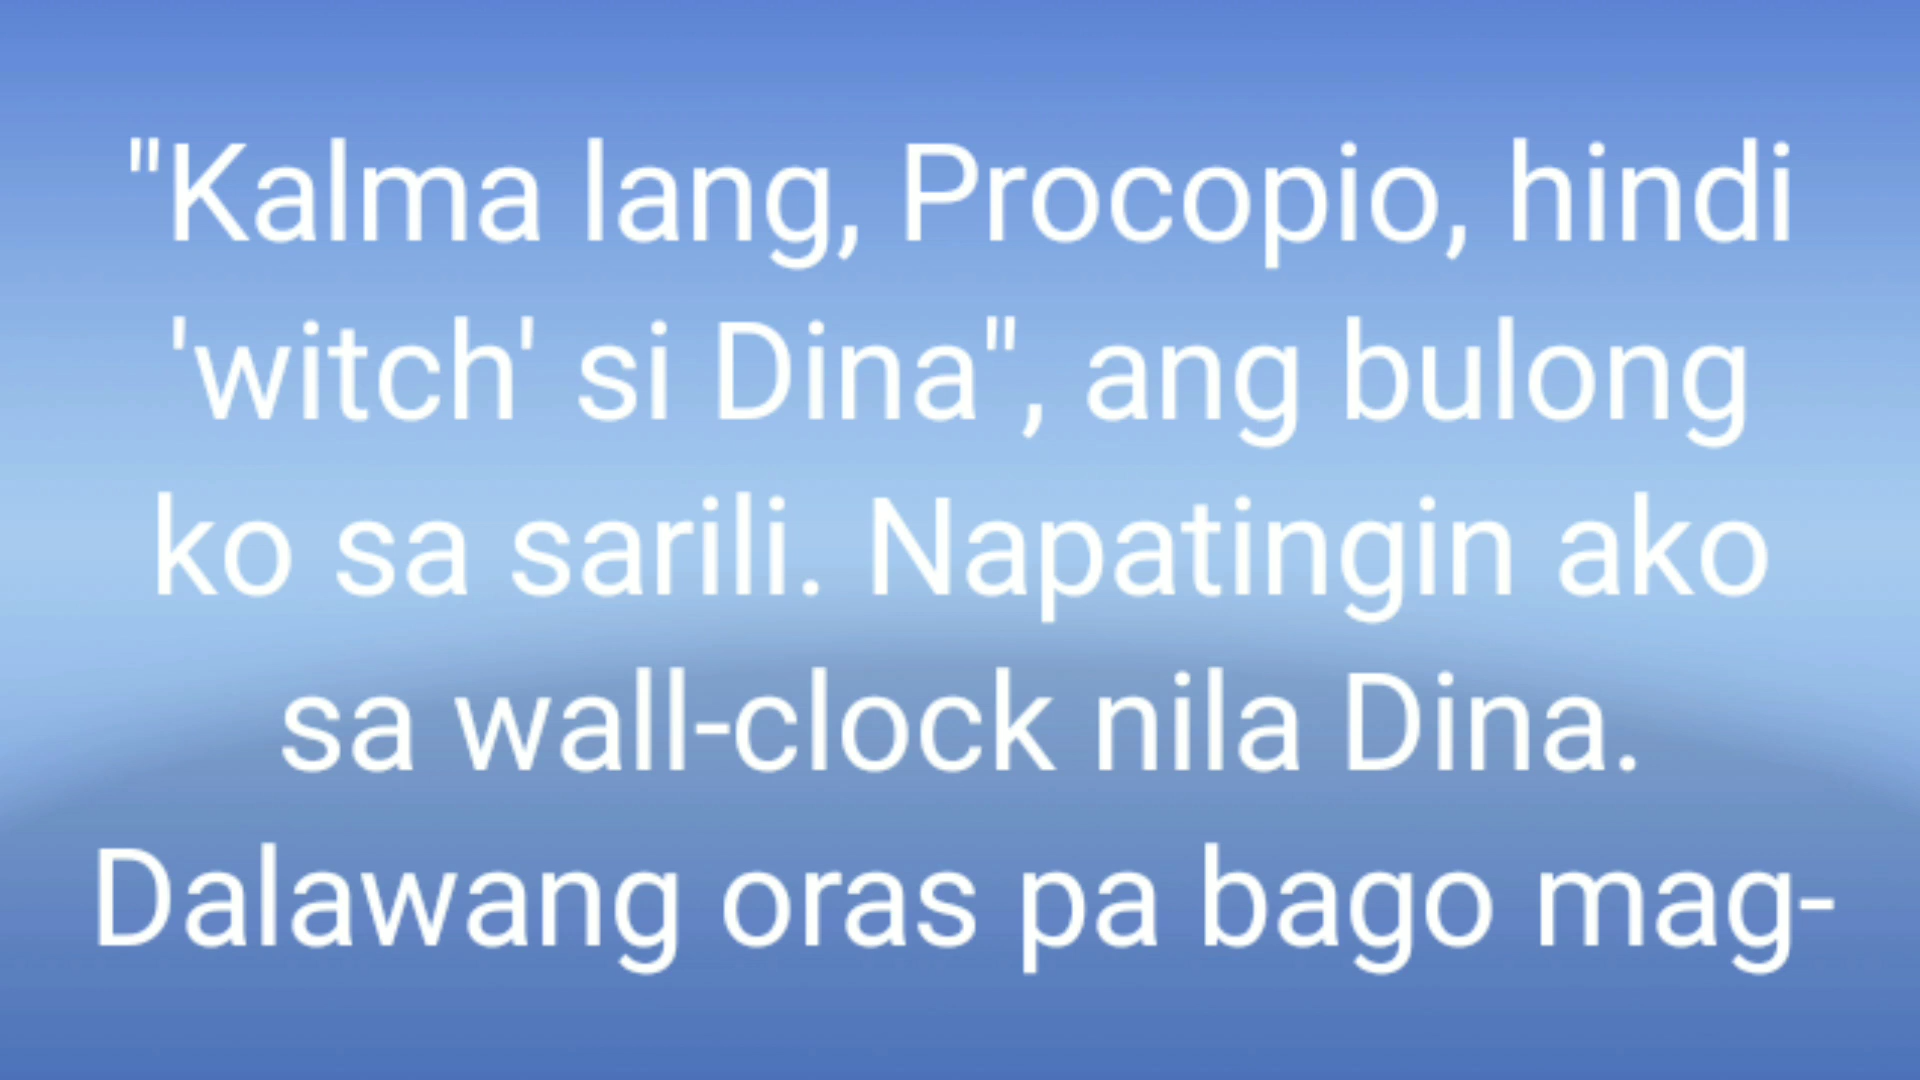 "Kalma lang, Procopio, hindi
'witch' si Dina", ang bulong
ko sa sarili. Napatingin ako
sa wall-clock nila Dina.
Dalawang oras pa bago mag-